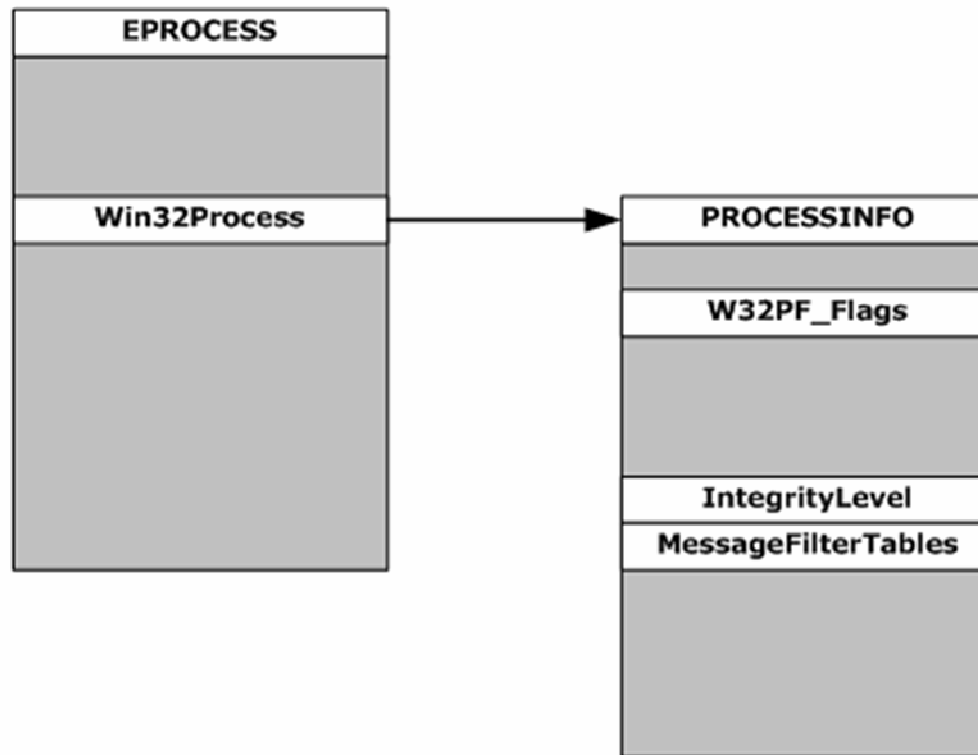 EPROCESS
Win32Process
PROCESSINFO
W32PF_Flags
IntegrityLevel
MessageFilterTables